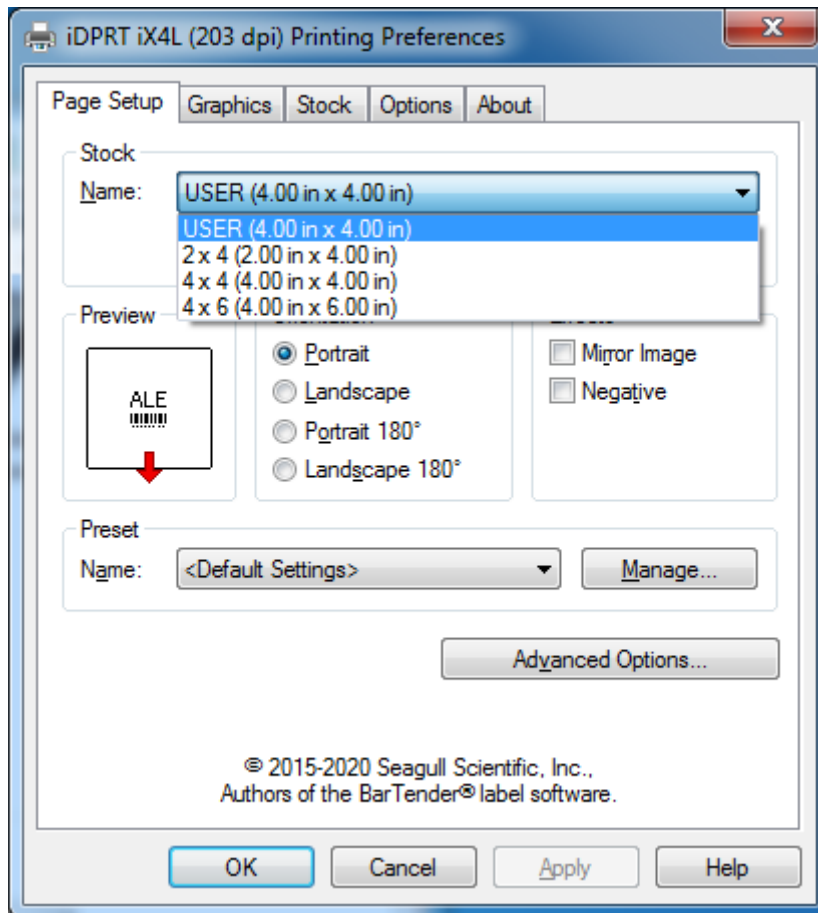 iDPRT iX4L (203 dpi) Printing Preferences
X
Page Setup Graphics Stock Options About
Stock
Name: USER (4.00 in x 4.00 in)
USER (4.00 in x 4.00 in)
2 x 4 (2.00 in x 4.00 in)
4 x 4 (4.00 in x 4.00 in)
4 x 6 (4.00 in x 6.00 in)
Preview
ALE
Portrait
Landscape
Portrait 180°
Landscape 180°
Mirror Image
Negative
Preset
Name: <Default Settings> Manage...
Advanced Options...
© 2015-2020 Seagull Scientific, Inc.,
Authors of the BarTender® label software.
OK Cancel Apply Help